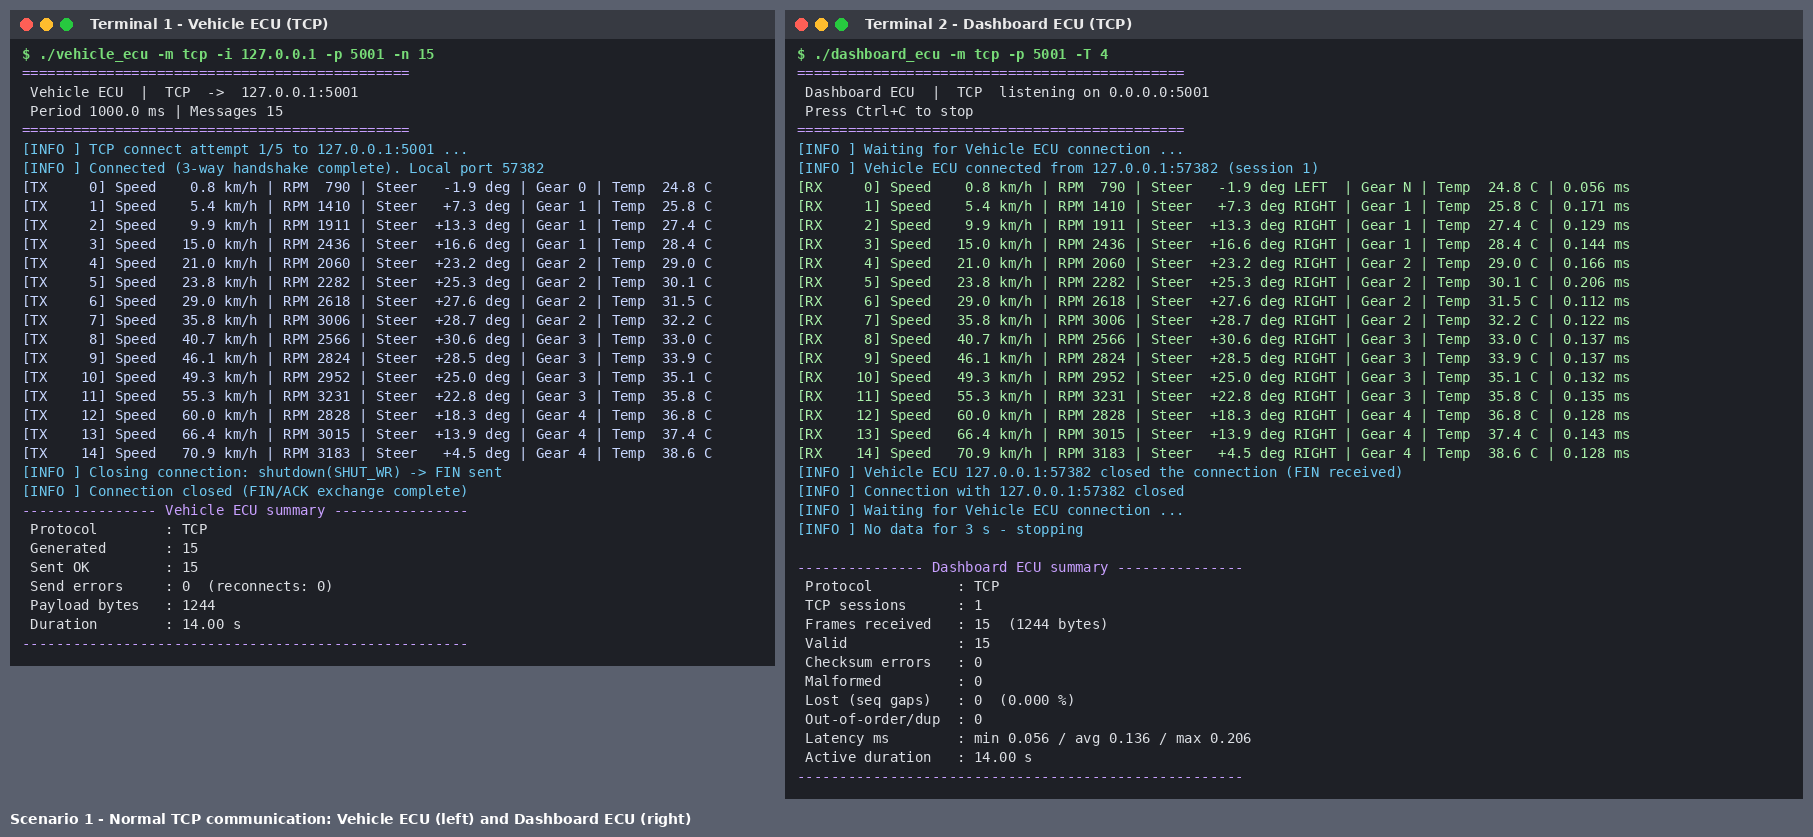 Terminal 1 - Vehicle ECU (TCP)
$ ./vehicle_ecu -m tcp -i 127.0.0.1 -p 5001 -n 15
==============================================
 Vehicle ECU  |  TCP  ->  127.0.0.1:5001
 Period 1000.0 ms | Messages 15
==============================================
[INFO ] TCP connect attempt 1/5 to 127.0.0.1:5001 ...
[INFO ] Connected (3-way handshake complete). Local port 57382
[TX     0] Speed    0.8 km/h | RPM  790 | Steer   -1.9 deg | Gear 0 | Temp  24.8 C
[TX     1] Speed    5.4 km/h | RPM 1410 | Steer   +7.3 deg | Gear 1 | Temp  25.8 C
[TX     2] Speed    9.9 km/h | RPM 1911 | Steer  +13.3 deg | Gear 1 | Temp  27.4 C
[TX     3] Speed   15.0 km/h | RPM 2436 | Steer  +16.6 deg | Gear 1 | Temp  28.4 C
[TX     4] Speed   21.0 km/h | RPM 2060 | Steer  +23.2 deg | Gear 2 | Temp  29.0 C
[TX     5] Speed   23.8 km/h | RPM 2282 | Steer  +25.3 deg | Gear 2 | Temp  30.1 C
[TX     6] Speed   29.0 km/h | RPM 2618 | Steer  +27.6 deg | Gear 2 | Temp  31.5 C
[TX     7] Speed   35.8 km/h | RPM 3006 | Steer  +28.7 deg | Gear 2 | Temp  32.2 C
[TX     8] Speed   40.7 km/h | RPM 2566 | Steer  +30.6 deg | Gear 3 | Temp  33.0 C
[TX     9] Speed   46.1 km/h | RPM 2824 | Steer  +28.5 deg | Gear 3 | Temp  33.9 C
[TX    10] Speed   49.3 km/h | RPM 2952 | Steer  +25.0 deg | Gear 3 | Temp  35.1 C
[TX    11] Speed   55.3 km/h | RPM 3231 | Steer  +22.8 deg | Gear 3 | Temp  35.8 C
[TX    12] Speed   60.0 km/h | RPM 2828 | Steer  +18.3 deg | Gear 4 | Temp  36.8 C
[TX    13] Speed   66.4 km/h | RPM 3015 | Steer  +13.9 deg | Gear 4 | Temp  37.4 C
[TX    14] Speed   70.9 km/h | RPM 3183 | Steer   +4.5 deg | Gear 4 | Temp  38.6 C
[INFO ] Closing connection: shutdown(SHUT_WR) -> FIN sent
[INFO ] Connection closed (FIN/ACK exchange complete)
---------------- Vehicle ECU summary ----------------
 Protocol        : TCP
 Generated       : 15
 Sent OK         : 15
 Send errors     : 0  (reconnects: 0)
 Payload bytes   : 1244
 Duration        : 14.00 s
-----------------------------------------------------
Terminal 2 - Dashboard ECU (TCP)
$ ./dashboard_ecu -m tcp -p 5001 -T 4
==============================================
 Dashboard ECU  |  TCP  listening on 0.0.0.0:5001
 Press Ctrl+C to stop
==============================================
[INFO ] Waiting for Vehicle ECU connection ...
[INFO ] Vehicle ECU connected from 127.0.0.1:57382 (session 1)
[RX     0] Speed    0.8 km/h | RPM  790 | Steer   -1.9 deg LEFT  | Gear N | Temp  24.8 C | 0.056 ms
[RX     1] Speed    5.4 km/h | RPM 1410 | Steer   +7.3 deg RIGHT | Gear 1 | Temp  25.8 C | 0.171 ms
[RX     2] Speed    9.9 km/h | RPM 1911 | Steer  +13.3 deg RIGHT | Gear 1 | Temp  27.4 C | 0.129 ms
[RX     3] Speed   15.0 km/h | RPM 2436 | Steer  +16.6 deg RIGHT | Gear 1 | Temp  28.4 C | 0.144 ms
[RX     4] Speed   21.0 km/h | RPM 2060 | Steer  +23.2 deg RIGHT | Gear 2 | Temp  29.0 C | 0.166 ms
[RX     5] Speed   23.8 km/h | RPM 2282 | Steer  +25.3 deg RIGHT | Gear 2 | Temp  30.1 C | 0.206 ms
[RX     6] Speed   29.0 km/h | RPM 2618 | Steer  +27.6 deg RIGHT | Gear 2 | Temp  31.5 C | 0.112 ms
[RX     7] Speed   35.8 km/h | RPM 3006 | Steer  +28.7 deg RIGHT | Gear 2 | Temp  32.2 C | 0.122 ms
[RX     8] Speed   40.7 km/h | RPM 2566 | Steer  +30.6 deg RIGHT | Gear 3 | Temp  33.0 C | 0.137 ms
[RX     9] Speed   46.1 km/h | RPM 2824 | Steer  +28.5 deg RIGHT | Gear 3 | Temp  33.9 C | 0.137 ms
[RX    10] Speed   49.3 km/h | RPM 2952 | Steer  +25.0 deg RIGHT | Gear 3 | Temp  35.1 C | 0.132 ms
[RX    11] Speed   55.3 km/h | RPM 3231 | Steer  +22.8 deg RIGHT | Gear 3 | Temp  35.8 C | 0.135 ms
[RX    12] Speed   60.0 km/h | RPM 2828 | Steer  +18.3 deg RIGHT | Gear 4 | Temp  36.8 C | 0.128 ms
[RX    13] Speed   66.4 km/h | RPM 3015 | Steer  +13.9 deg RIGHT | Gear 4 | Temp  37.4 C | 0.143 ms
[RX    14] Speed   70.9 km/h | RPM 3183 | Steer   +4.5 deg RIGHT | Gear 4 | Temp  38.6 C | 0.128 ms
[INFO ] Vehicle ECU 127.0.0.1:57382 closed the connection (FIN received)
[INFO ] Connection with 127.0.0.1:57382 closed
[INFO ] Waiting for Vehicle ECU connection ...
[INFO ] No data for 3 s - stopping
--------------- Dashboard ECU summary ---------------
 Protocol          : TCP
 TCP sessions      : 1
 Frames received   : 15  (1244 bytes)
 Valid             : 15
 Checksum errors   : 0
 Malformed         : 0
 Lost (seq gaps)   : 0  (0.000 %)
 Out-of-order/dup  : 0
 Latency ms        : min 0.056 / avg 0.136 / max 0.206
 Active duration   : 14.00 s
-----------------------------------------------------
Scenario 1 - Normal TCP communication: Vehicle ECU (left) and Dashboard ECU (right)